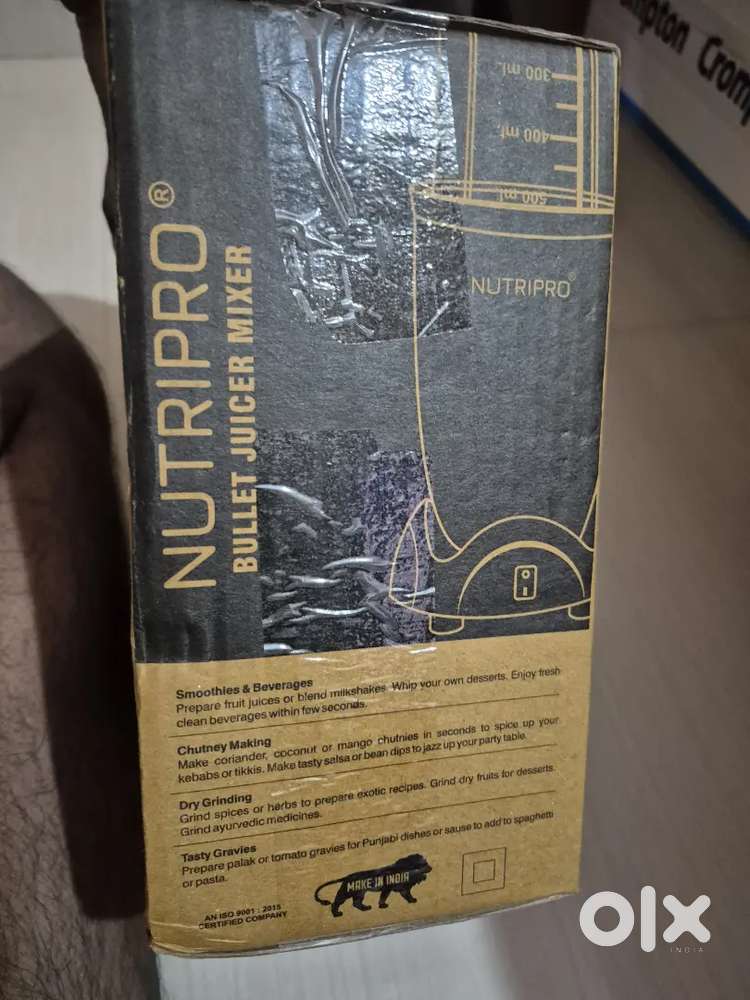 NUTRIPRO®
BULLET JUICER MIXER
300 ml.
400 ml.
500 ml.
NUTRIPRO®
Smoothies & Beverages
Prepare fruit juices or blend milkshakes. Whip your own desserts. Enjoy fresh
clean beverages within few seconds.
Chutney Making
Make coriander, coconut or mango chutnies in seconds to spice up your
kebabs or tikkis. Make tasty salsa or bean dips to jazz up your party table.
Dry Grinding
Grind spices or herbs to prepare exotic recipes. Grind dry fruits for desserts.
Grind ayurvedic medicines.
Tasty Gravies
Prepare palak or tomato gravies for Punjabi dishes or sause to add to spaghetti
or pasta.
AN ISO 9001 : 2015
CERTIFIED COMPANY
MAKE IN INDIA
mpton Cromp
olx
INDIA